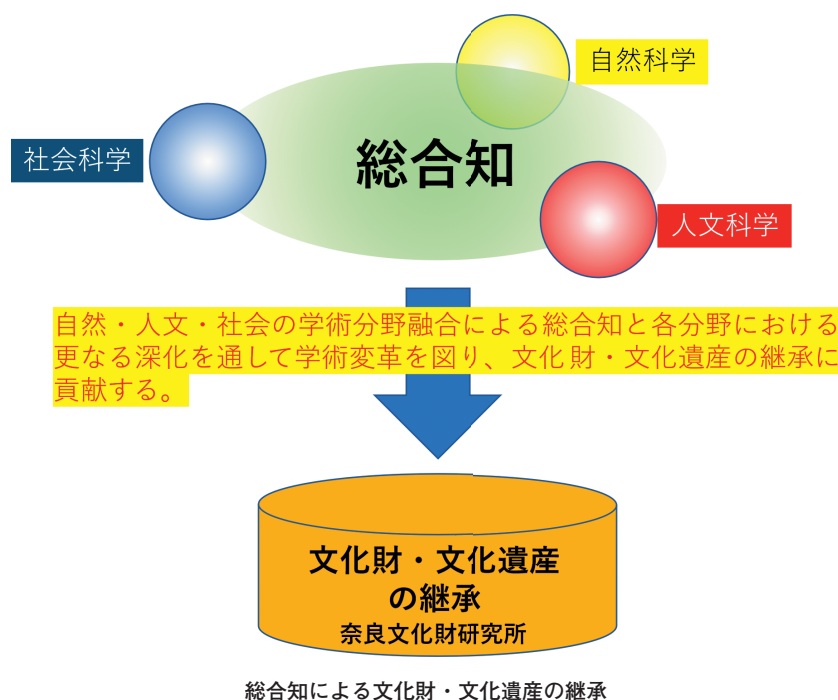 自然科学
社会科学
総合知
人文科学
自然・人文・社会の学術分野融合による総合知と各分野における
更なる深化を通して学術変革を図り、文化財・文化遺産の継承に
貢献する。
文化財・文化遺産
の継承
奈良文化財研究所
総合知による文化財・文化遺産の継承